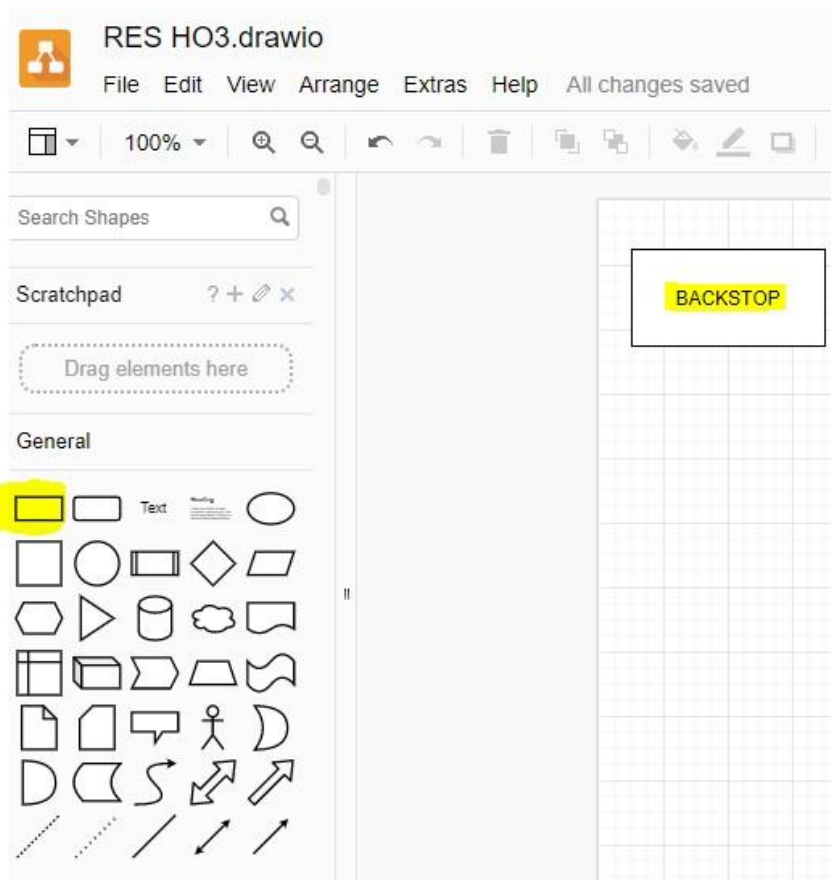 RES HO3.drawio
File Edit View Arrange Extras Help All changes saved
100%
Search Shapes
Scratchpad ?
Drag elements here
General
Text
Heading
BACKSTOP